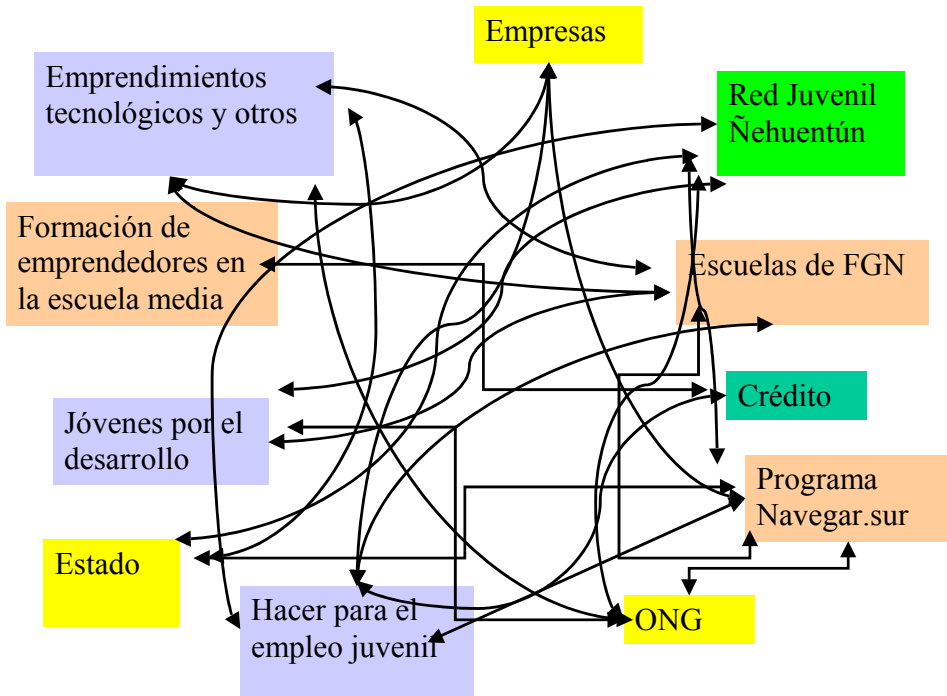 Empresas
Emprendimientos
tecnológicos y otros
Red Juvenil
Ñehuentún
Formación de
emprendedores en
la escuela media
Escuelas de FGN
Crédito
Jóvenes por el
desarrollo
Programa
Navegar.sur
Estado
Hacer para el
empleo juvenil
ONG